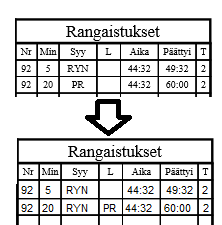 Rangaistukset
Nr Min Syy L Aika Päättyi T
92 5 RYN 44:32 49:32 2
92 20 PR 44:32 60:00 2
Rangaistukset
Nr Min Syy L Aika Päättyi T
92 5 RYN 44:32 49:32 2
92 20 RYN PR 44:32 60:00 2